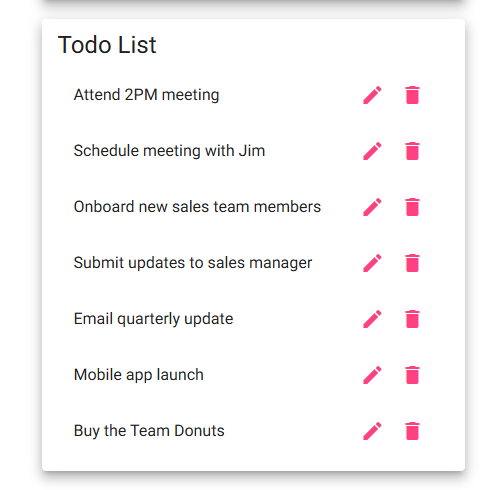 Todo List
Attend 2PM meeting
Schedule meeting with Jim
Onboard new sales team members
Submit updates to sales manager
Email quarterly update
Mobile app launch
Buy the Team Donuts